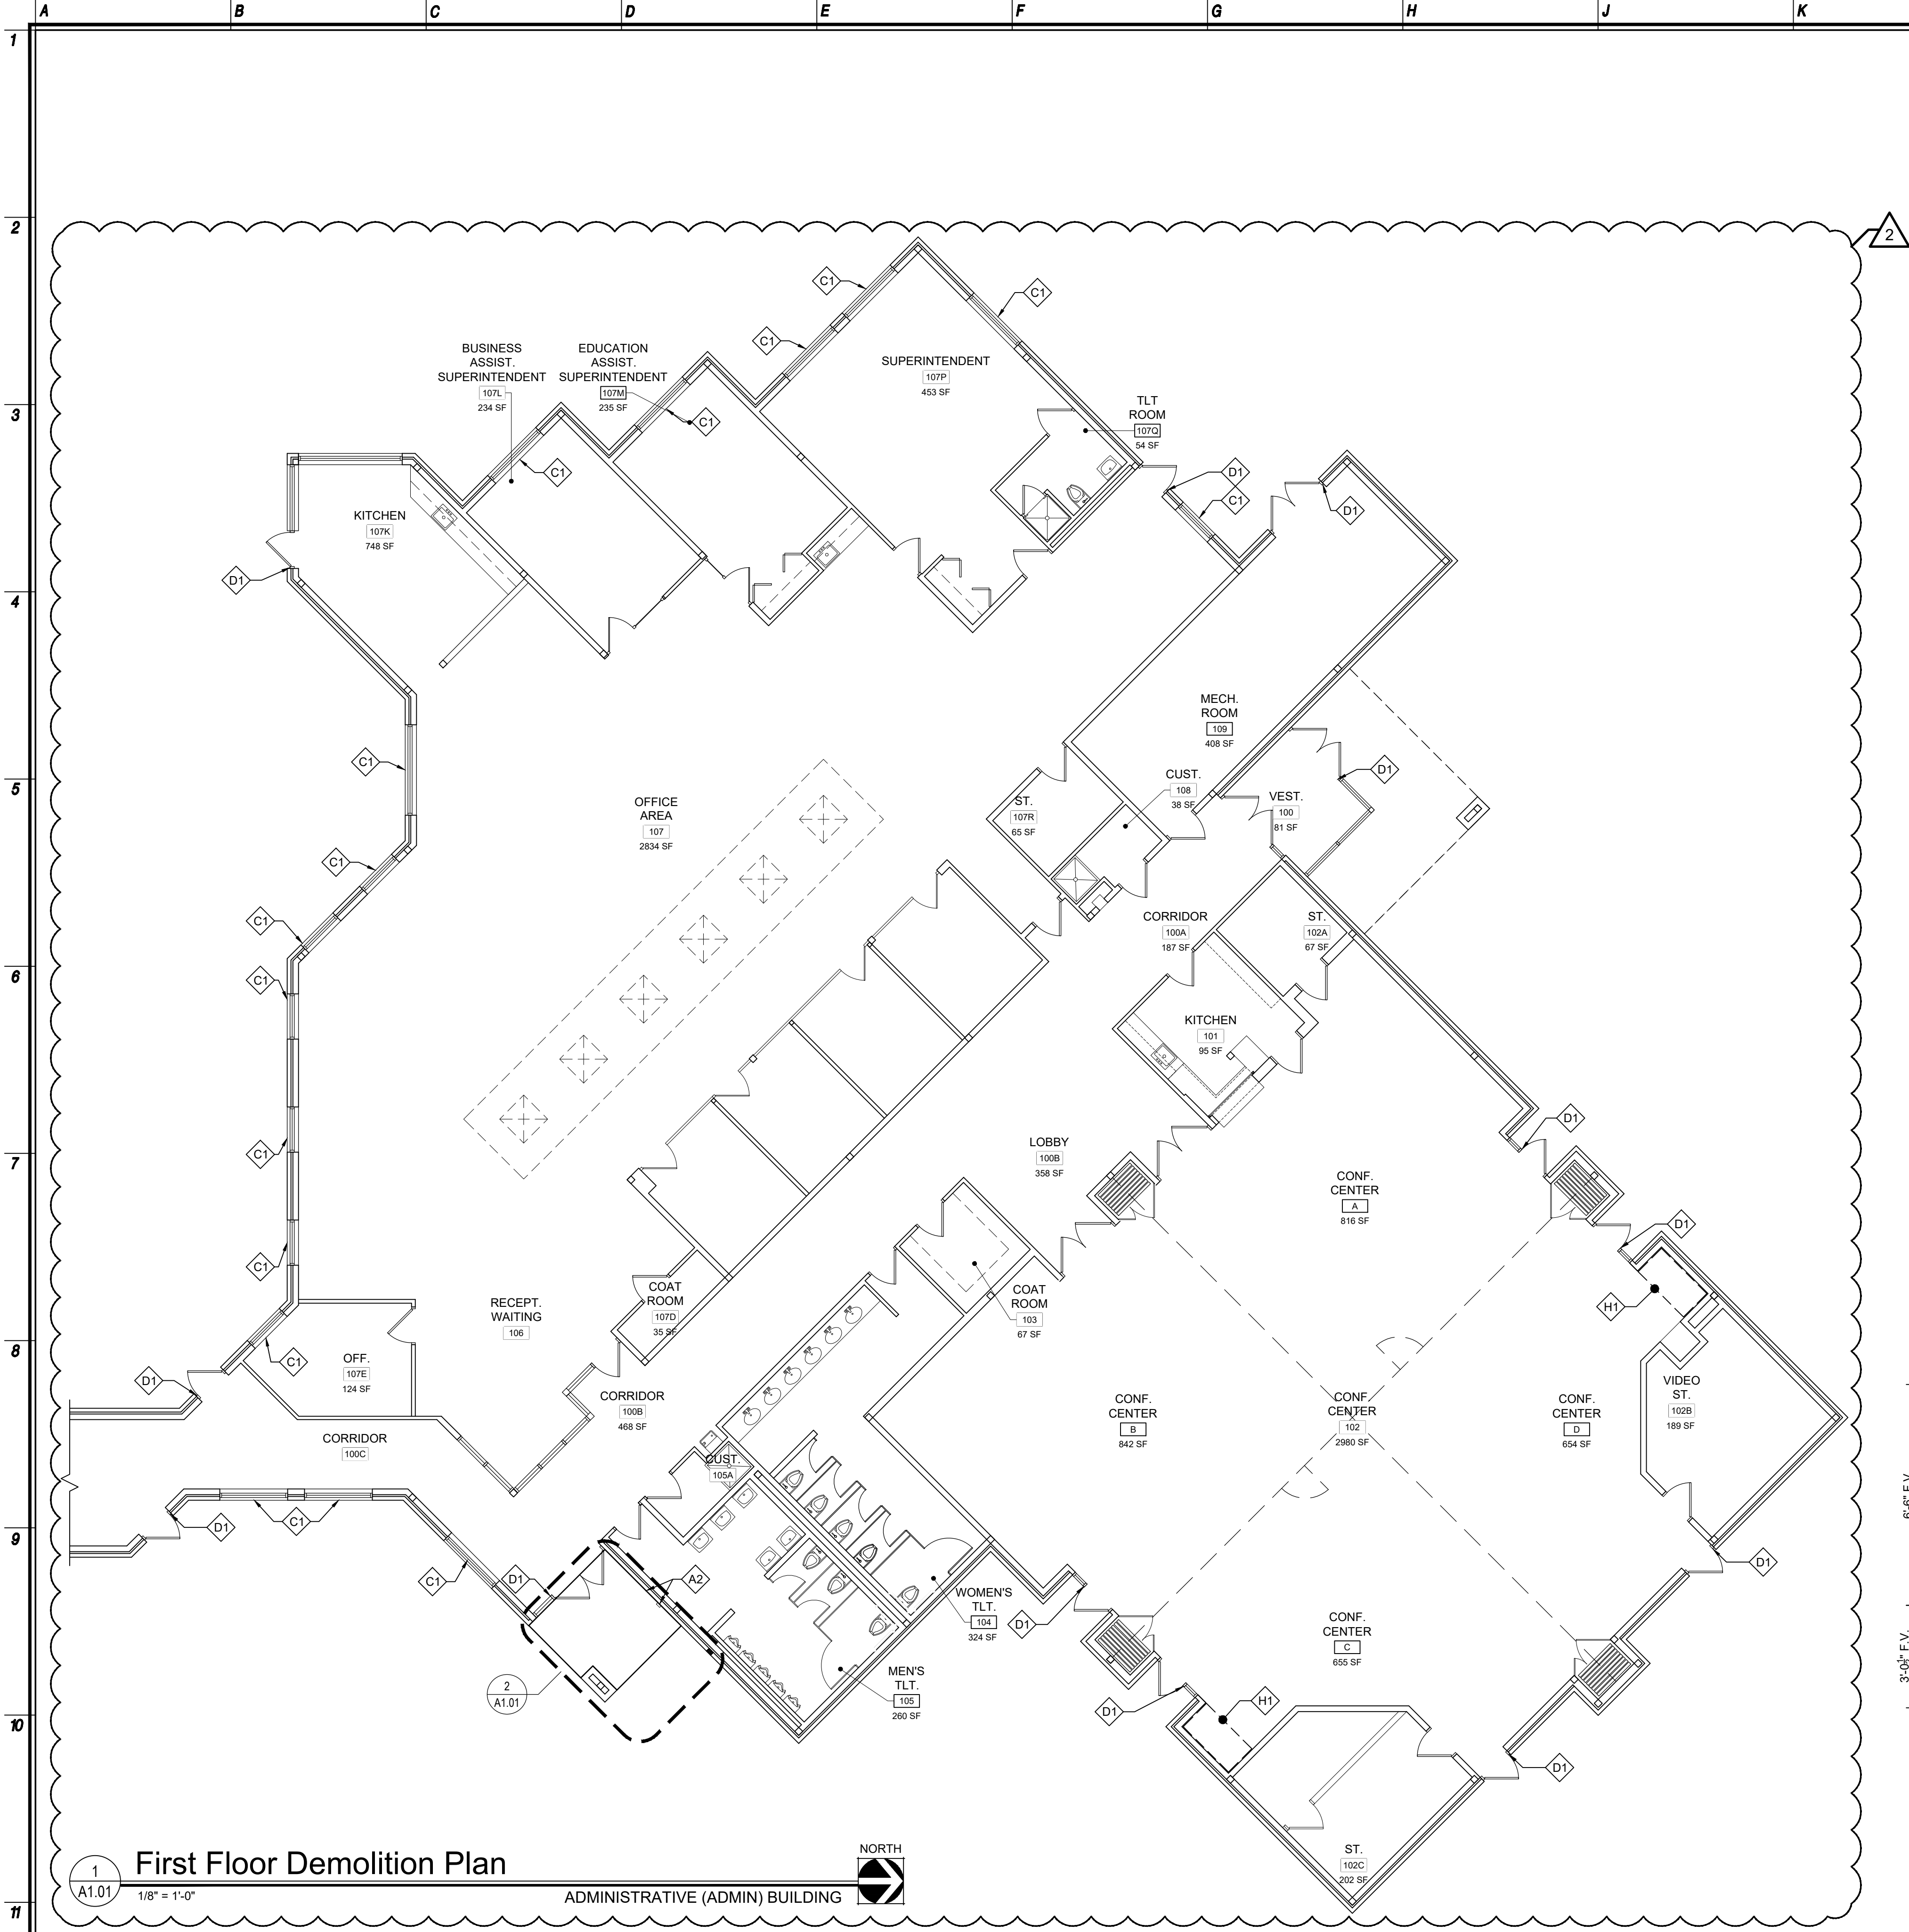 A B C D E F G H J K
1
2
2
C1
C1
C1
BUSINESS
ASSIST.
SUPERINTENDENT
107L
234 SF
EDUCATION
ASSIST.
SUPERINTENDENT
107M
235 SF
SUPERINTENDENT
107P
453 SF
3
TLT
ROOM
107Q
54 SF
C1
C1
D1
C1
D1
KITCHEN
107K
748 SF
D1
4
MECH.
ROOM
109
408 SF
C1
D1
5
CUST.
108
38 SF
VEST.
100
81 SF
OFFICE
AREA
107
2834 SF
ST.
107R
65 SF
C1
C1
CORRIDOR
100A
187 SF
ST.
102A
67 SF
6
C1
KITCHEN
101
95 SF
D1
C1
7
LOBBY
100B
358 SF
CONF.
CENTER
A
816 SF
D1
C1
H1
COAT
ROOM
107D
35 SF
COAT
ROOM
103
67 SF
RECEPT.
WAITING
106
8
C1
OFF.
107E
124 SF
D1
CORRIDOR
100B
468 SF
VIDEO
ST.
102B
189 SF
CONF.
CENTER
B
842 SF
CONF.
CENTER
102
2980 SF
CONF.
CENTER
D
654 SF
CORRIDOR
100C
CUST.
105A
6'-6" F.V.
9
D1
C1
D1
C1
D1
A2
WOMEN'S
TLT.
104
324 SF
D1
CONF.
CENTER
C
655 SF
3'-0½" F.V.
MEN'S
TLT.
105
260 SF
2
A1.01
D1
H1
10
D1
ST.
102C
202 SF
1
A1.01
First Floor Demolition Plan
1/8" = 1'-0"
ADMINISTRATIVE (ADMIN) BUILDING
NORTH
11